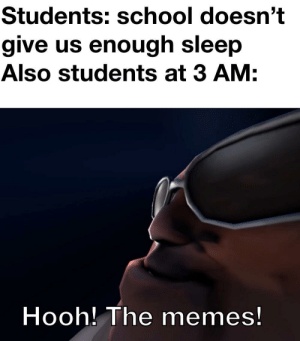 Students: school doesn’t
give us enough sleep
Also students at 3 AM:
Hooh! The memes!